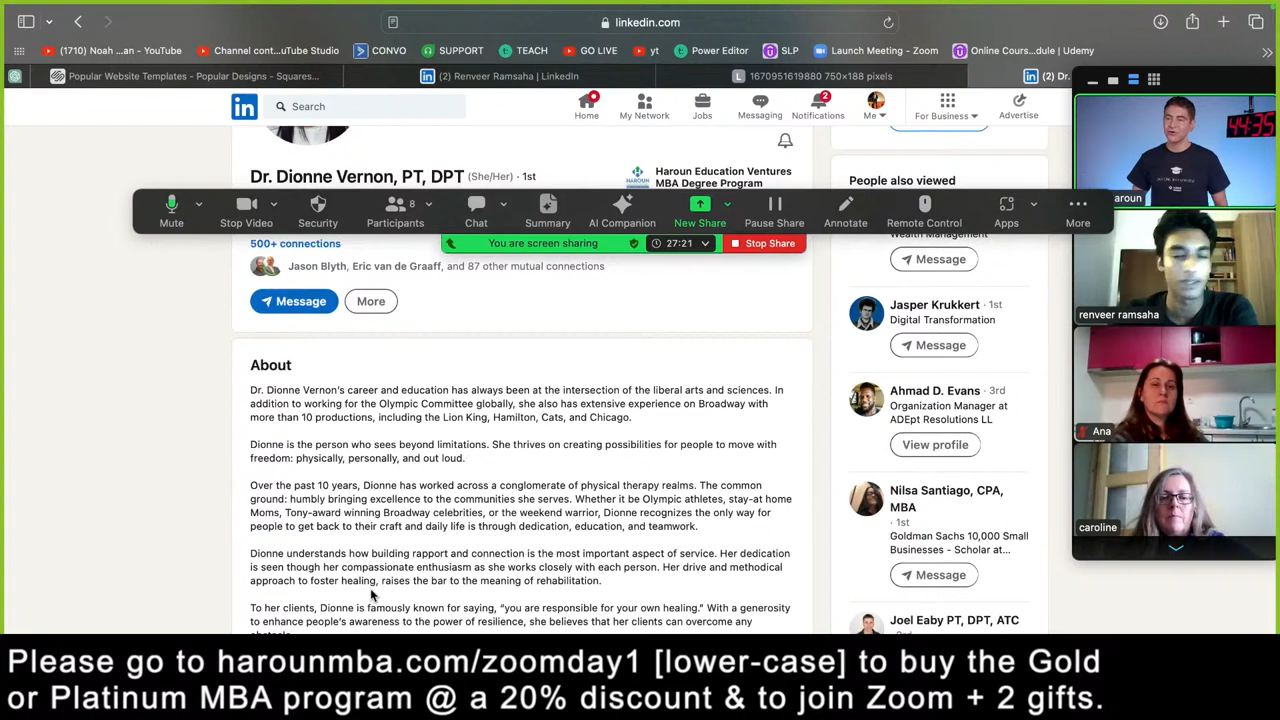 linkedin.com
(1710) Noah ...an - YouTube
Channel cont...uTube Studio
CONVO
SUPPORT
TEACH
GO LIVE
yt
Power Editor
SLP
Launch Meeting - Zoom
Online Cours...dule | Udemy
Popular Website Templates - Popular Designs - Squares...
(2) Renveer Ramsaha | LinkedIn
1670951619880 750×188 pixels
(2) Dr.
Search
Home
My Network
Jobs
Messaging
2
Notifications
Me
For Business
Advertise
Dr. Dionne Vernon, PT, DPT (She/Her) · 1st
Haroun Education Ventures
MBA Degree Program
Mute
Stop Video
Security
Participants
8
Chat
Summary
AI Companion
New Share
Pause Share
Annotate
Remote Control
Apps
More
You are screen sharing
27:21
Stop Share
500+ connections
Jason Blyth, Eric van de Graaff, and 87 other mutual connections
Message
More
About
Dr. Dionne Vernon's career and education has always been at the intersection of the liberal arts and sciences. In
addition to working for the Olympic Committee globally, she also has extensive experience on Broadway with
more than 10 productions, including the Lion King, Hamilton, Cats, and Chicago.
Dionne is the person who sees beyond limitations. She thrives on creating possibilities for people to move with
freedom: physically, personally, and out loud.
Over the past 10 years, Dionne has worked across a conglomerate of physical therapy realms. The common
ground: humbly bringing excellence to the communities she serves. Whether it be Olympic athletes, stay-at home
Moms, Tony-award winning Broadway celebrities, or the weekend warrior, Dionne recognizes the only way for
people to get back to their craft and daily life is through dedication, education, and teamwork.
Dionne understands how building rapport and connection is the most important aspect of service. Her dedication
is seen though her compassionate enthusiasm as she works closely with each person. Her drive and methodical
approach to foster healing, raises the bar to the meaning of rehabilitation.
To her clients, Dionne is famously known for saying, "you are responsible for your own healing." With a generosity
to enhance people's awareness to the power of resilience, she believes that her clients can overcome any
People also viewed
Message
Jasper Krukkert · 1st
Digital Transformation
Message
Ahmad D. Evans · 3rd
Organization Manager at
ADEpt Resolutions LL
View profile
Nilsa Santiago, CPA,
MBA
· 1st
Goldman Sachs 10,000 Small
Businesses - Scholar at...
Message
Joel Eaby PT, DPT, ATC
44:35
aroun
renveer ramsaha
Ana
caroline
Please go to harounmba.com/zoomday1 [lower-case] to buy the Gold
or Platinum MBA program @ a 20% discount & to join Zoom + 2 gifts.